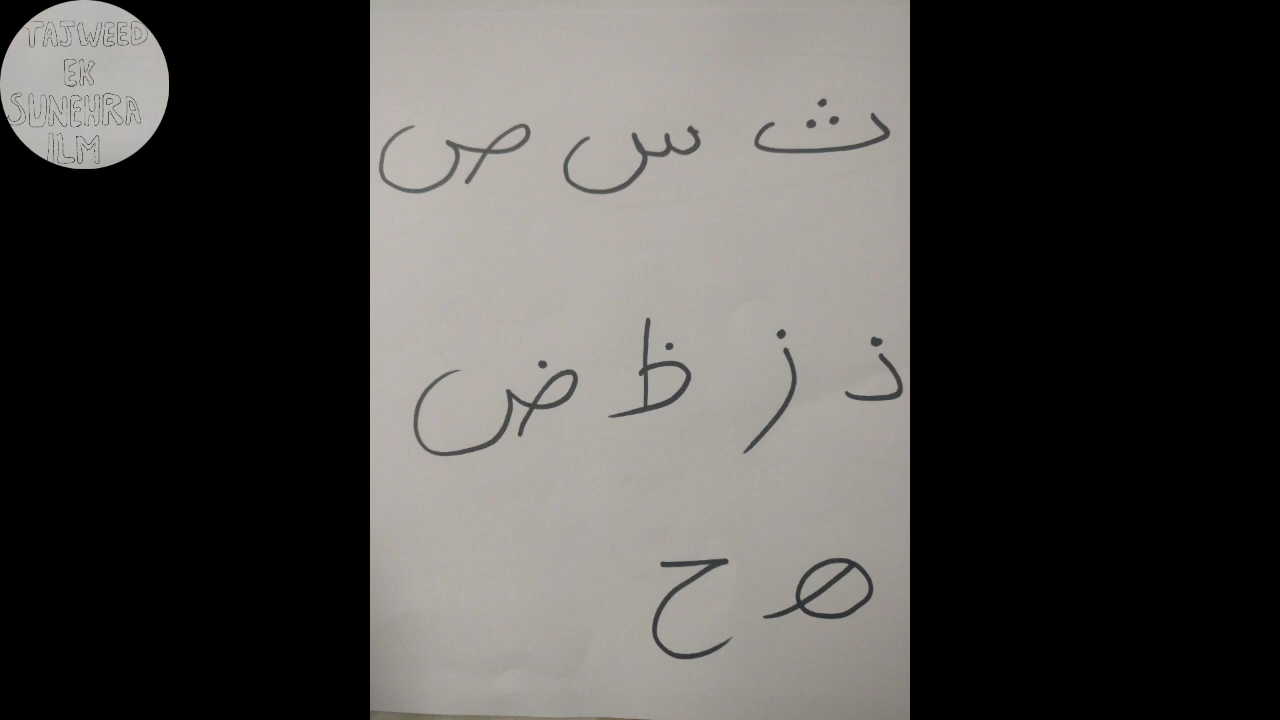 TAJWEED
EK
SUNEHRA
ILM
ث س ص
ذ ز ظ ض
ه ح